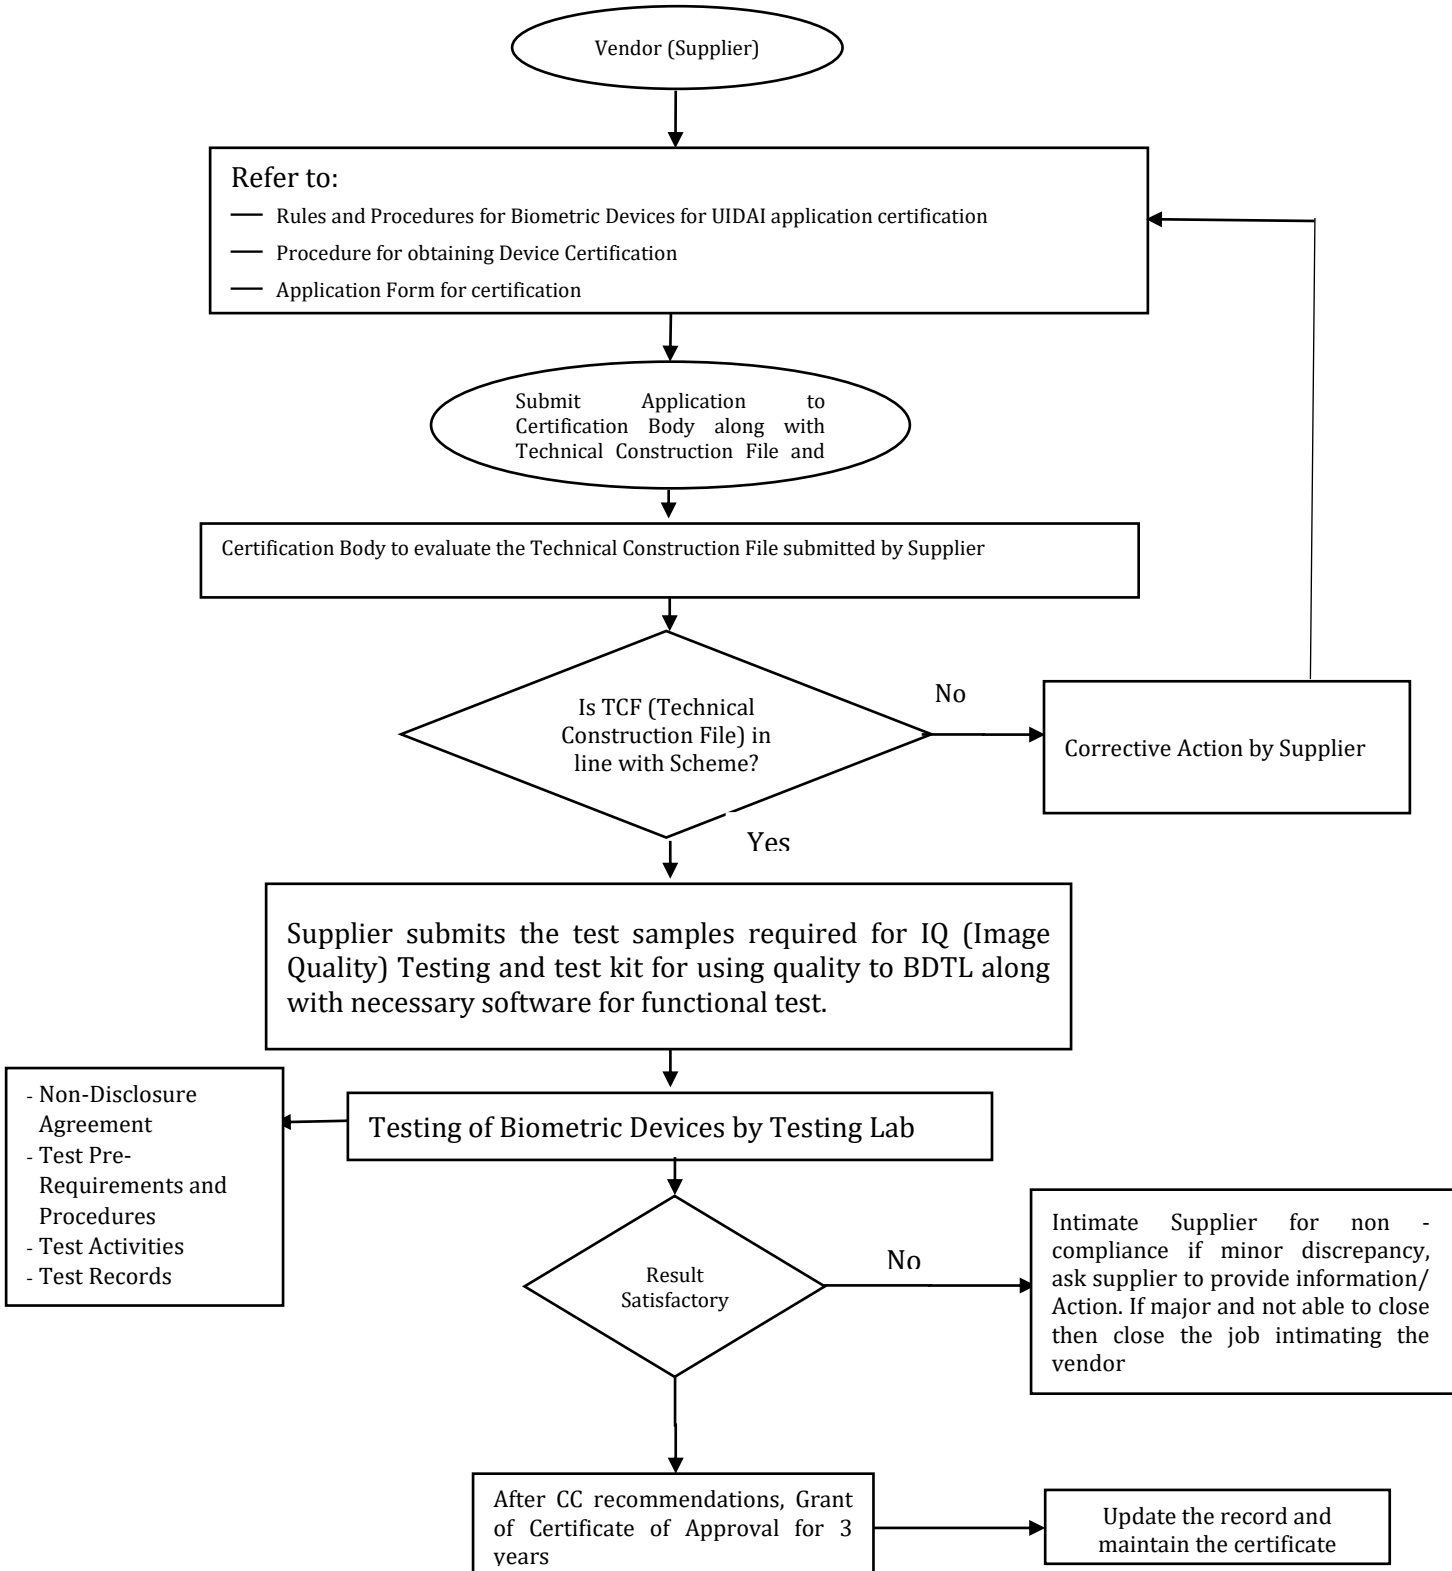 Vendor (Supplier)
Refer to:
— Rules and Procedures for Biometric Devices for UIDAI application certification
— Procedure for obtaining Device Certification
— Application Form for certification
Submit Application to
Certification Body along with
Technical Construction File and
Certification Body to evaluate the Technical Construction File submitted by Supplier
Is TCF (Technical
Construction File) in
line with Scheme?
No
Corrective Action by Supplier
Yes
Supplier submits the test samples required for IQ (Image
Quality) Testing and test kit for using quality to BDTL along
with necessary software for functional test.
- Non-Disclosure
Agreement
- Test Pre-
Requirements and
Procedures
- Test Activities
- Test Records
Testing of Biometric Devices by Testing Lab
Result
Satisfactory
No
Intimate Supplier for non -
compliance if minor discrepancy,
ask supplier to provide information/
Action. If major and not able to close
then close the job intimating the
vendor
After CC recommendations, Grant
of Certificate of Approval for 3
years
Update the record and
maintain the certificate